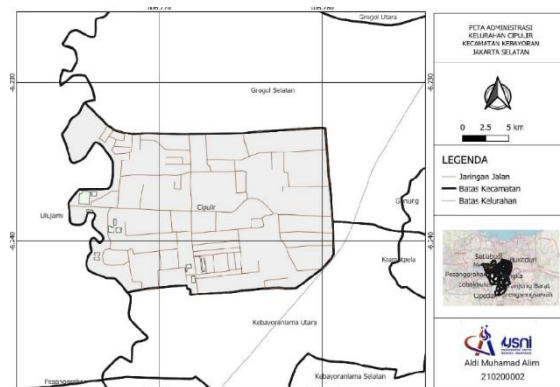 Grogol Utara
-6.230
-6.230
Grogol Selatan
Ulujami
Cipulir
Gunung
-6.240
-6.240
Kramatpela
Kebayoranlama Utara
Kebayoranlama Selatan
PETA ADMINISTRASI
KELURAHAN CIPULIR
KECAMATAN KEBAYORAN
JAKARTA SELATAN
0 2.5 5 km
LEGENDA
Jaringan Jalan
Batas Kecamatan
Batas Kelurahan
usni
Aldi Muhamad Alim
210200002